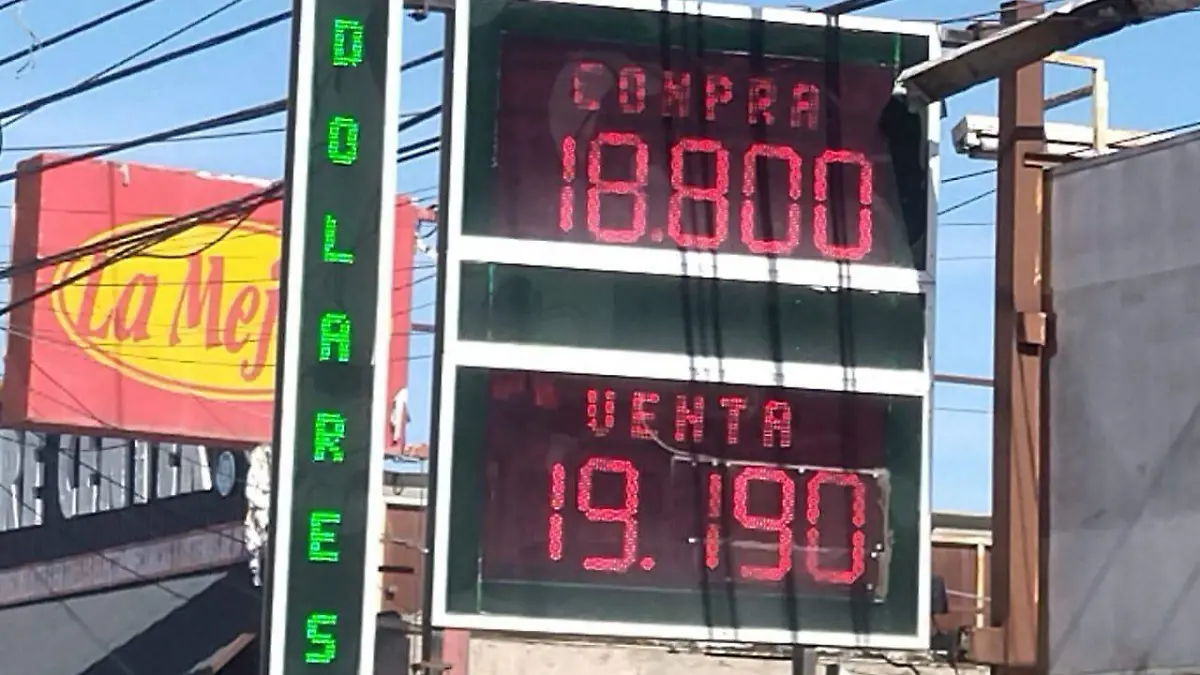 DOLARES
COMPRA
18.800
VENTA
19.190
La Mej